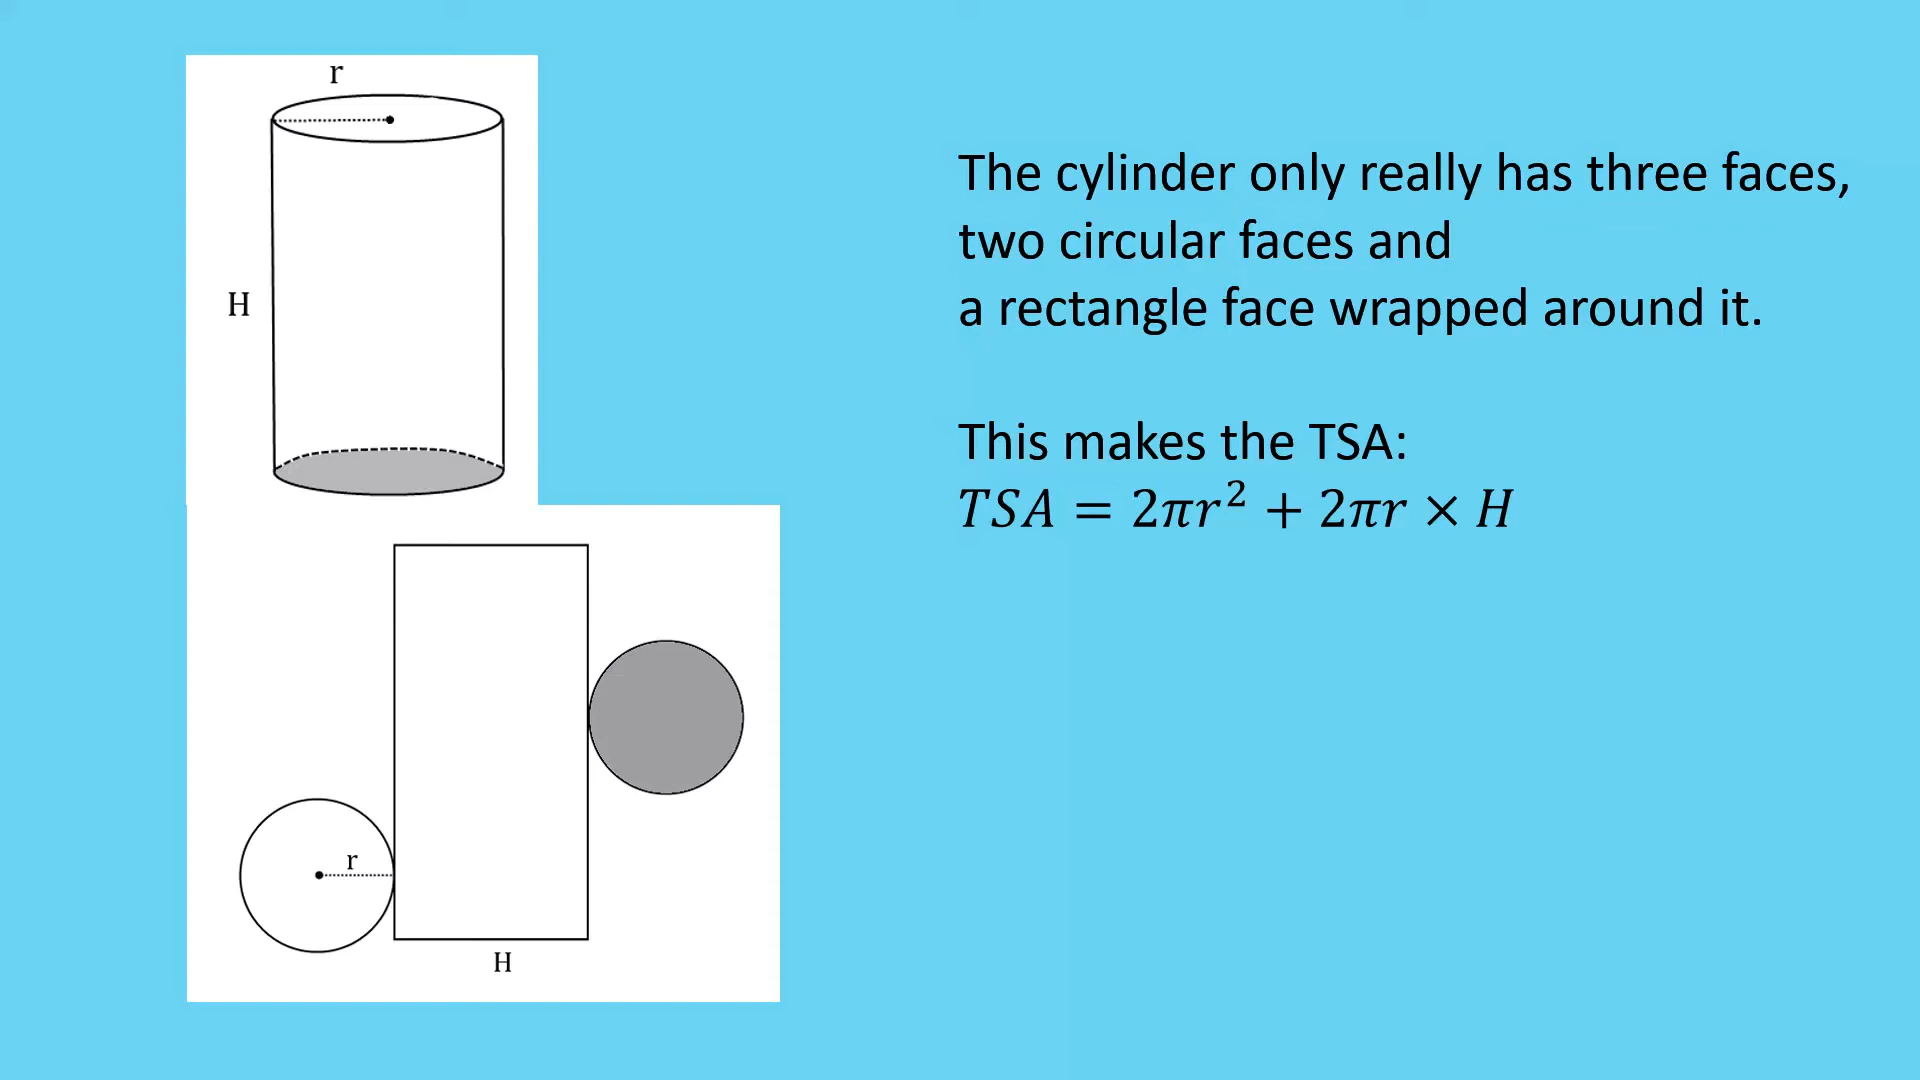 r
H
r
H
The cylinder only really has three faces,
two circular faces and
a rectangle face wrapped around it.
This makes the TSA:
𝑇𝑆𝐴 = 2𝜋𝑟² + 2𝜋𝑟 × 𝐻